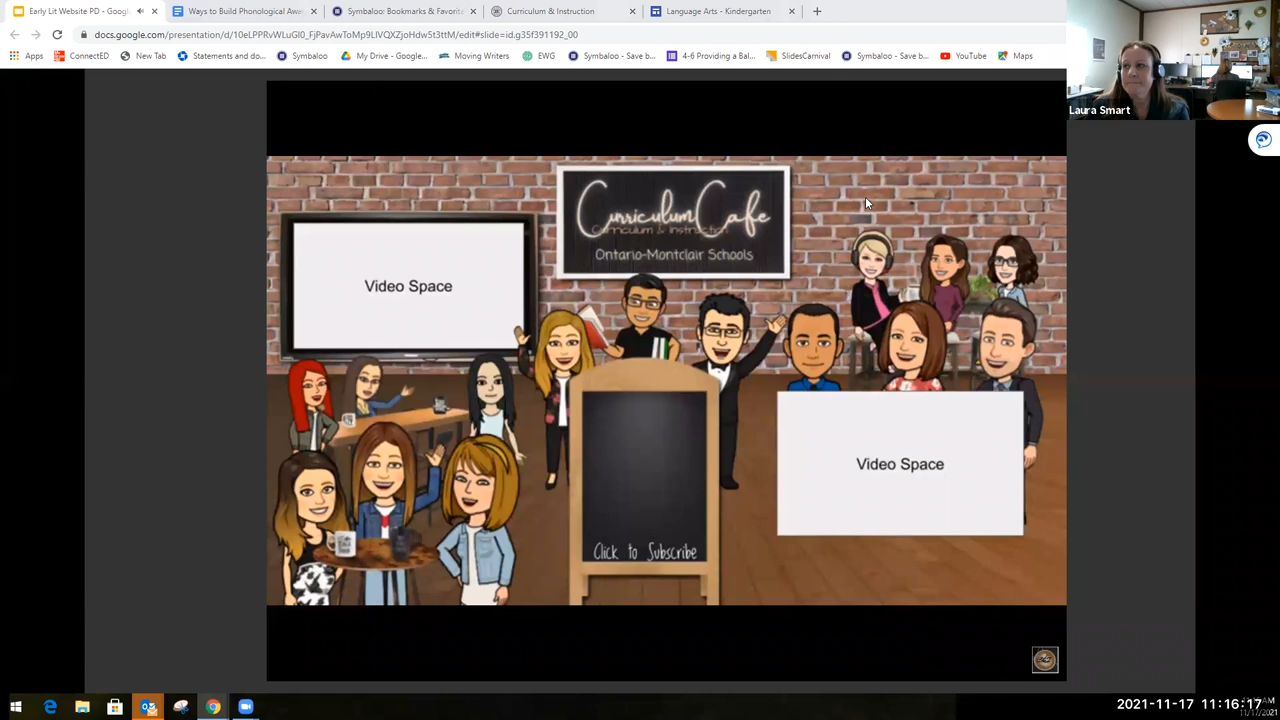 Early Lit Website PD - Googl
Ways to Build Phonological Awa
Symbaloo: Bookmarks & Favorit
Curriculum & Instruction
Language Arts - Kindergarten
docs.google.com/presentation/d/10eLPPRvWLuGl0_FjPavAwToMp9LlVQXZjoHdw5t3ttM/edit#slide=id.g35f391192_00
Apps
ConnectED
New Tab
Statements and do...
Symbaloo
My Drive - Google...
Moving Writers
EWG
Symbaloo - Save b...
4-6 Providing a Bal...
SlidesCarnival
Symbaloo - Save b...
YouTube
Maps
Laura Smart
CurriculumCafe
Curriculum & Instruction
Ontario-Montclair Schools
Video Space
Video Space
Click to Subscribe
2021-11-17 11:16:17